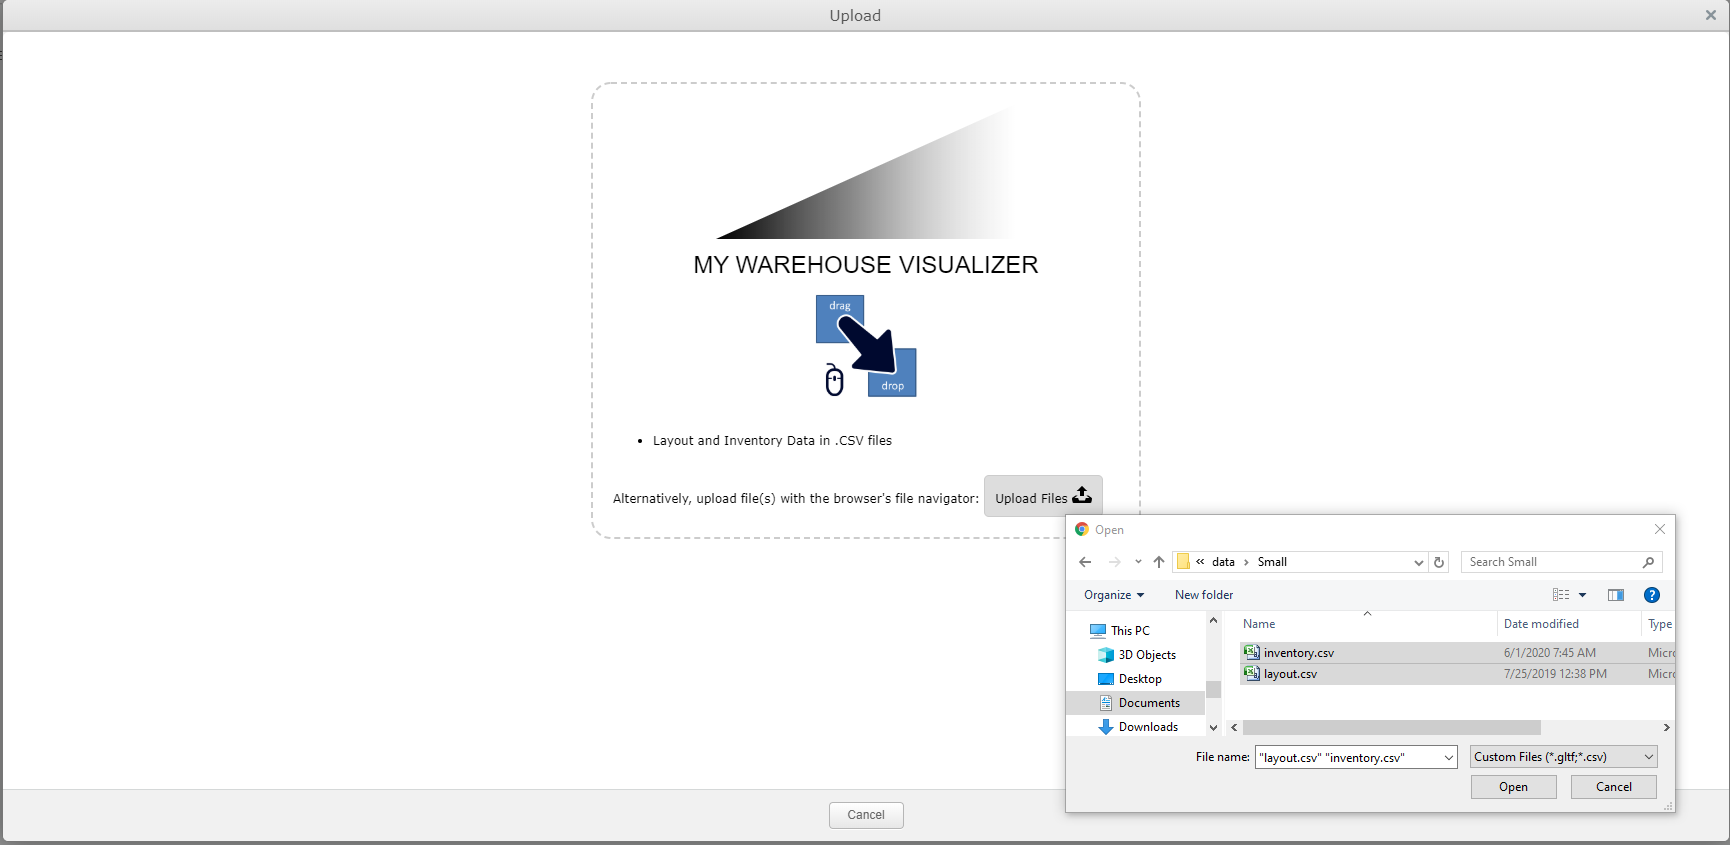 Upload
MY WAREHOUSE VISUALIZER
drag
drop
Layout and Inventory Data in .CSV files
Alternatively, upload file(s) with the browser's file navigator:
Upload Files
Open
« data › Small
Search Small
Organize
New folder
Name
Date modified
Type
This PC
3D Objects
Desktop
Documents
Downloads
inventory.csv
6/1/2020 7:45 AM
Micro
layout.csv
7/25/2019 12:38 PM
Micro
File name:
"layout.csv" "inventory.csv"
Custom Files (*.gltf;*.csv)
Open
Cancel
Cancel